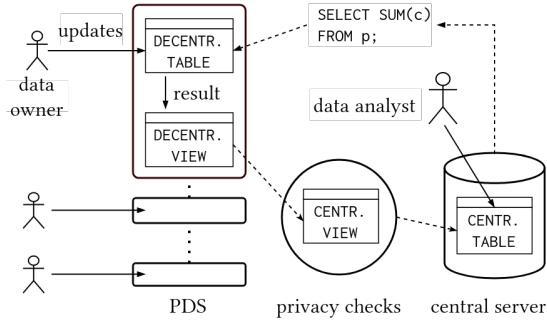 updates
data
owner
DECENTR.
TABLE
result
DECENTR.
VIEW
SELECT SUM(c)
FROM p;
data analyst
CENTR.
VIEW
CENTR.
TABLE
PDS
privacy checks
central server